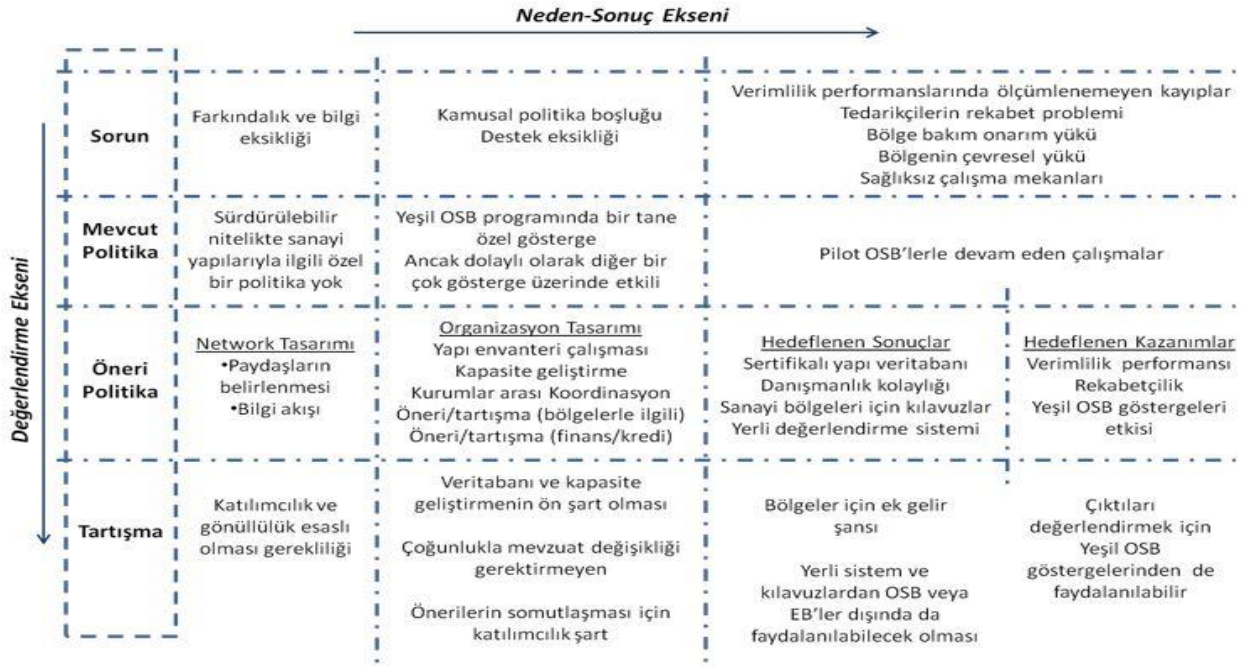 Neden-Sonuç Ekseni
Değerlendirme Ekseni
Sorun
Farkındalık ve bilgi
eksikliği
Kamusal politika boşluğu
Destek eksikliği
Verimlilik performanslarında ölçümlenemeyen kayıplar
Tedarikçilerin rekabet problemi
Bölge bakım onarım yükü
Bölgenin çevresel yükü
Sağlıksız çalışma mekanları
Mevcut
Politika
Sürdürülebilir
nitelikte sanayi
yapılarıyla ilgili özel
bir politika yok
Yeşil OSB programında bir tane
özel gösterge
Ancak dolaylı olarak diğer bir
çok gösterge üzerinde etkili
Pilot OSB'lerle devam eden çalışmalar
Öneri
Politika
Network Tasarımı
•Paydaşların
belirlenmesi
•Bilgi akışı
Organizasyon Tasarımı
Yapı envanteri çalışması
Kapasite geliştirme
Kurumlar arası Koordinasyon
Öneri/tartışma (bölgelerle ilgili)
Öneri/tartışma (finans/kredi)
Hedeflenen Sonuçlar
Sertifikalı yapı veritabanı
Danışmanlık kolaylığı
Sanayi bölgeleri için kılavuzlar
Yerli değerlendirme sistemi
Hedeflenen Kazanımlar
Verimlilik performansı
Rekabetçilik
Yeşil OSB göstergeleri
etkisi
Tartışma
Katılımcılık ve
gönüllülük esaslı
olması gerekliliği
Veritabanı ve kapasite
geliştirmenin ön şart olması
Çoğunlukla mevzuat değişikliği
gerektirmeyen
Önerilerin somutlaşması için
katılımcılık şart
Bölgeler için ek gelir
şansı
Yerli sistem ve
kılavuzlardan OSB veya
EB'ler dışında da
faydalanılabilecek olması
Çıktıları
değerlendirmek için
Yeşil OSB
göstergelerinden de
faydalanılabilir